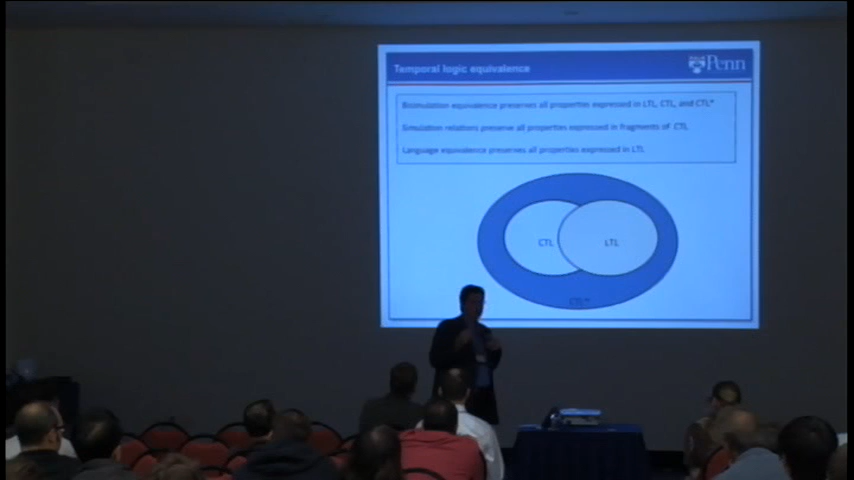 Temporal logic equivalence
Penn
Bisimulation equivalence preserves all properties expressed in LTL, CTL, and CTL*
Simulation relations preserve all properties expressed in fragments of CTL
Language equivalence preserves all properties expressed in LTL
CTL
LTL
CTL*